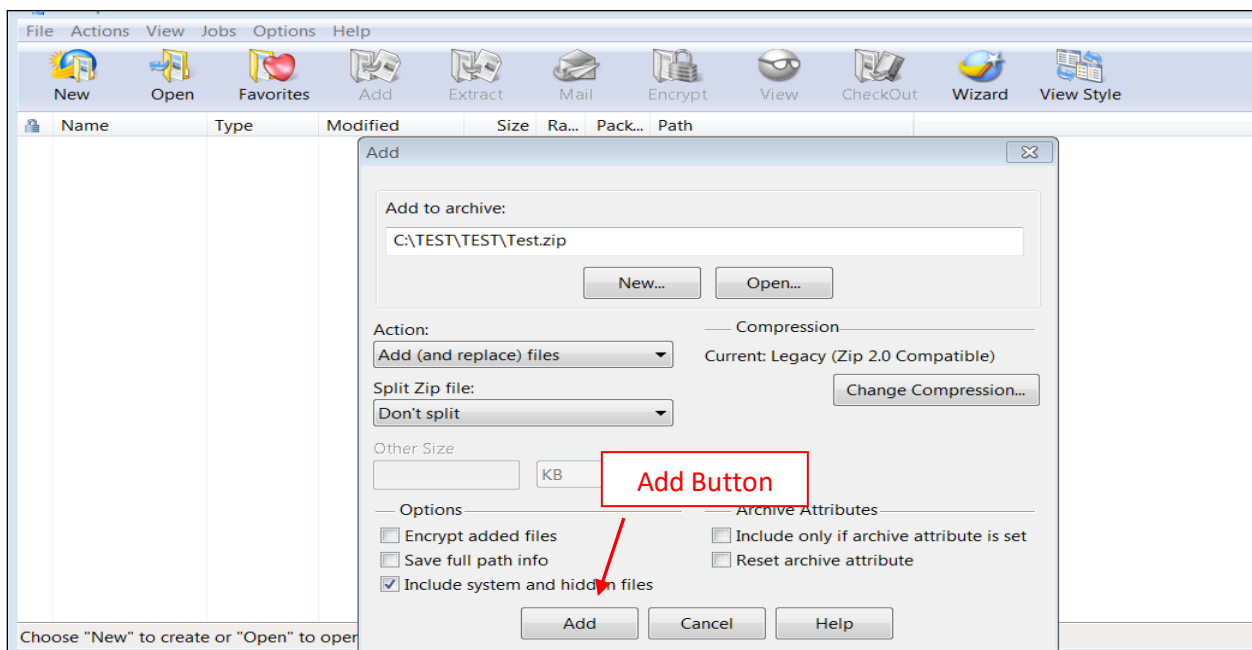 File Actions View Jobs Options Help
New Open Favorites Add Extract Mail Encrypt View CheckOut Wizard View Style
Name Type Modified Size Ra... Pack... Path
Add
Add to archive:
C:\TEST\TEST\Test.zip
New... Open...
Action: Compression
Add (and replace) files Current: Legacy (Zip 2.0 Compatible)
Split Zip file: Change Compression...
Don't split
Other Size
KB
Add Button
Options Archive Attributes
Encrypt added files Include only if archive attribute is set
Save full path info Reset archive attribute
Include system and hidden files
Add Cancel Help
Choose "New" to create or "Open" to oper